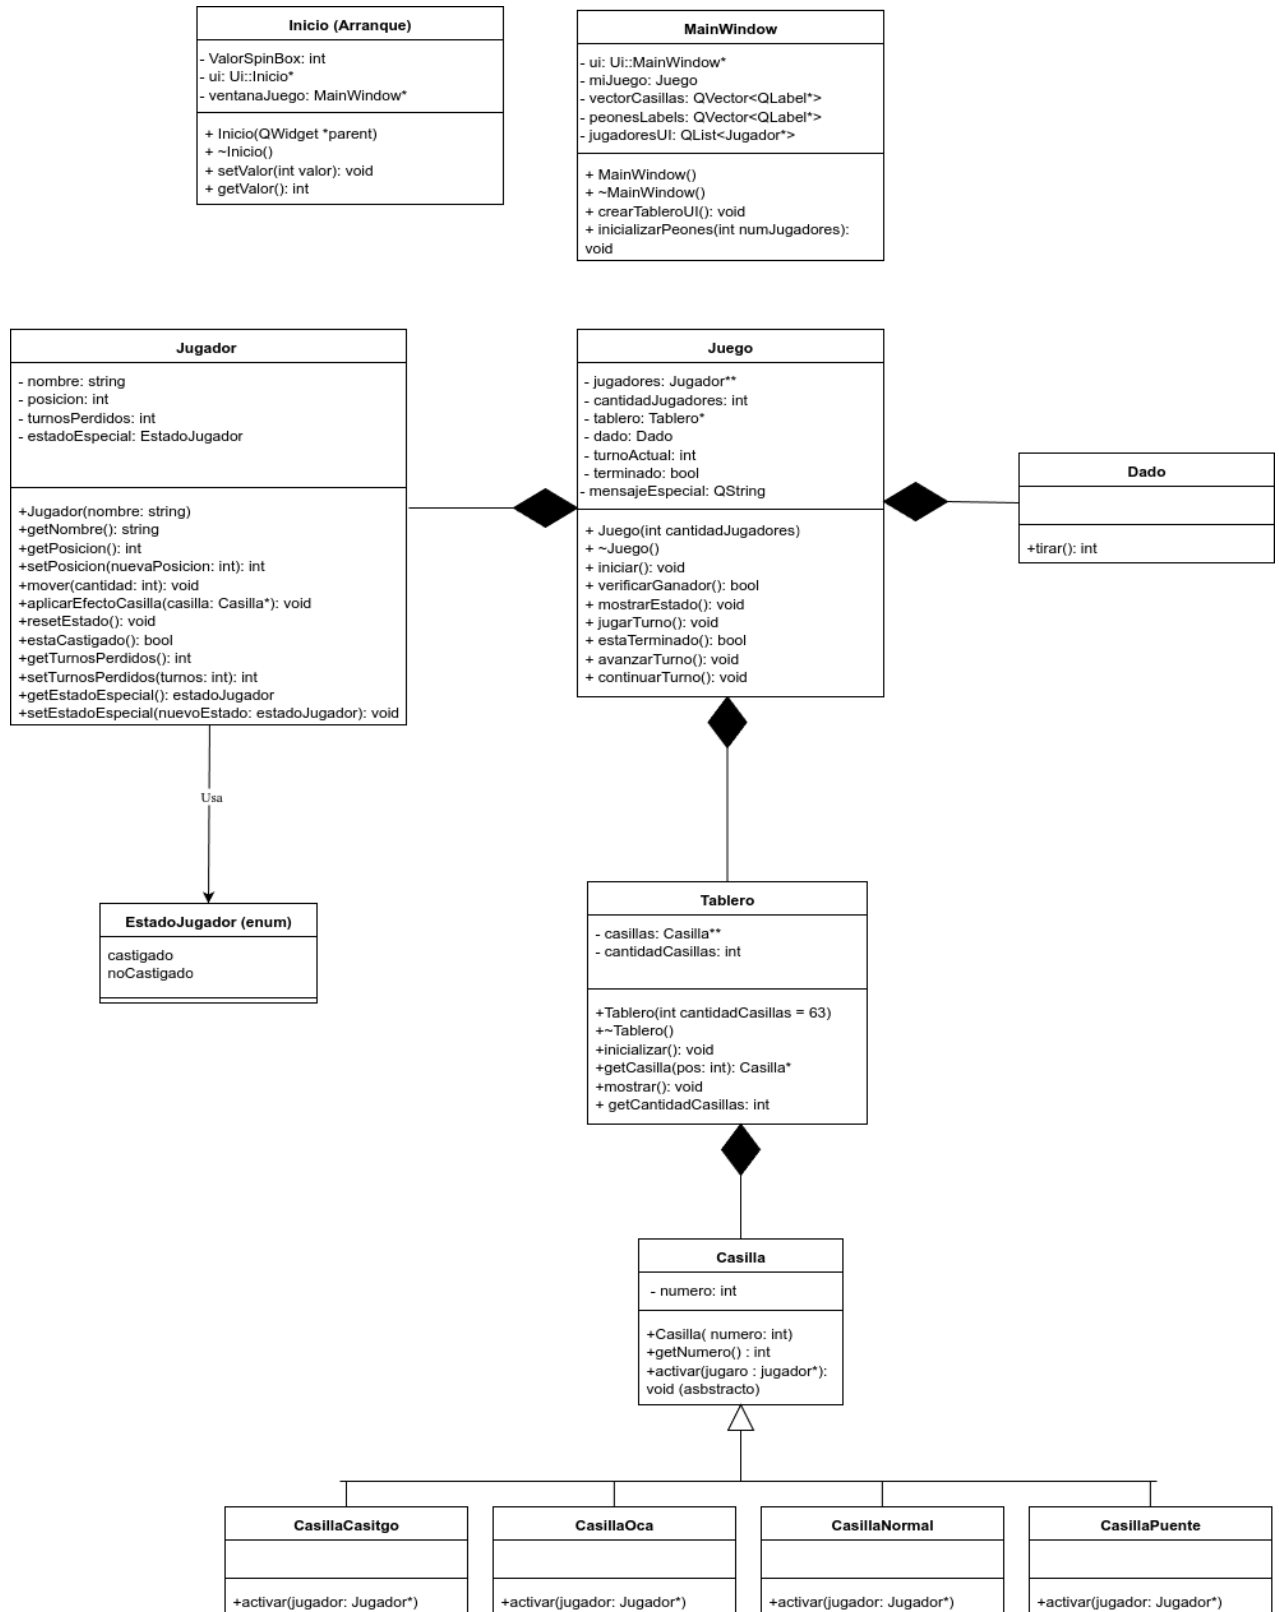 Inicio (Arranque)
- ValorSpinBox: int
- ui: Ui::Inicio*
- ventanaJuego: MainWindow*
+ Inicio(QWidget *parent)
+ ~Inicio()
+ setValor(int valor): void
+ getValor(): int
MainWindow
- ui: Ui::MainWindow*
- miJuego: Juego
- vectorCasillas: QVector<QLabel*>
- peonesLabels: QVector<QLabel*>
- jugadoresUI: QList<Jugador*>
+ MainWindow()
+ ~MainWindow()
+ crearTableroUI(): void
+ inicializarPeones(int numJugadores):
void
Jugador
- nombre: string
- posicion: int
- turnosPerdidos: int
- estadoEspecial: EstadoJugador
+Jugador(nombre: string)
+getNombre(): string
+getPosicion(): int
+setPosicion(nuevaPosicion: int): int
+mover(cantidad: int): void
+aplicarEfectoCasilla(casilla: Casilla*): void
+resetEstado(): void
+estaCastigado(): bool
+getTurnosPerdidos(): int
+setTurnosPerdidos(turnos: int): int
+getEstadoEspecial(): estadoJugador
+setEstadoEspecial(nuevoEstado: estadoJugador): void
Juego
- jugadores: Jugador**
- cantidadJugadores: int
- tablero: Tablero*
- dado: Dado
- turnoActual: int
- terminado: bool
- mensajeEspecial: QString
+ Juego(int cantidadJugadores)
+ ~Juego()
+ iniciar(): void
+ verificarGanador(): bool
+ mostrarEstado(): void
+ jugarTurno(): void
+ estaTerminado(): bool
+ avanzarTurno(): void
+ continuarTurno(): void
Dado
+tirar(): int
Usa
EstadoJugador (enum)
castigado
noCastigado
Tablero
- casillas: Casilla**
- cantidadCasillas: int
+Tablero(int cantidadCasillas = 63)
+~Tablero()
+inicializar(): void
+getCasilla(pos: int): Casilla*
+mostrar(): void
+ getCantidadCasillas: int
Casilla
- numero: int
+Casilla( numero: int)
+getNumero() : int
+activar(jugaro : jugador*):
void (asbstracto)
CasillaCasitgo
+activar(jugador: Jugador*)
CasillaOca
+activar(jugador: Jugador*)
CasillaNormal
+activar(jugador: Jugador*)
CasillaPuente
+activar(jugador: Jugador*)